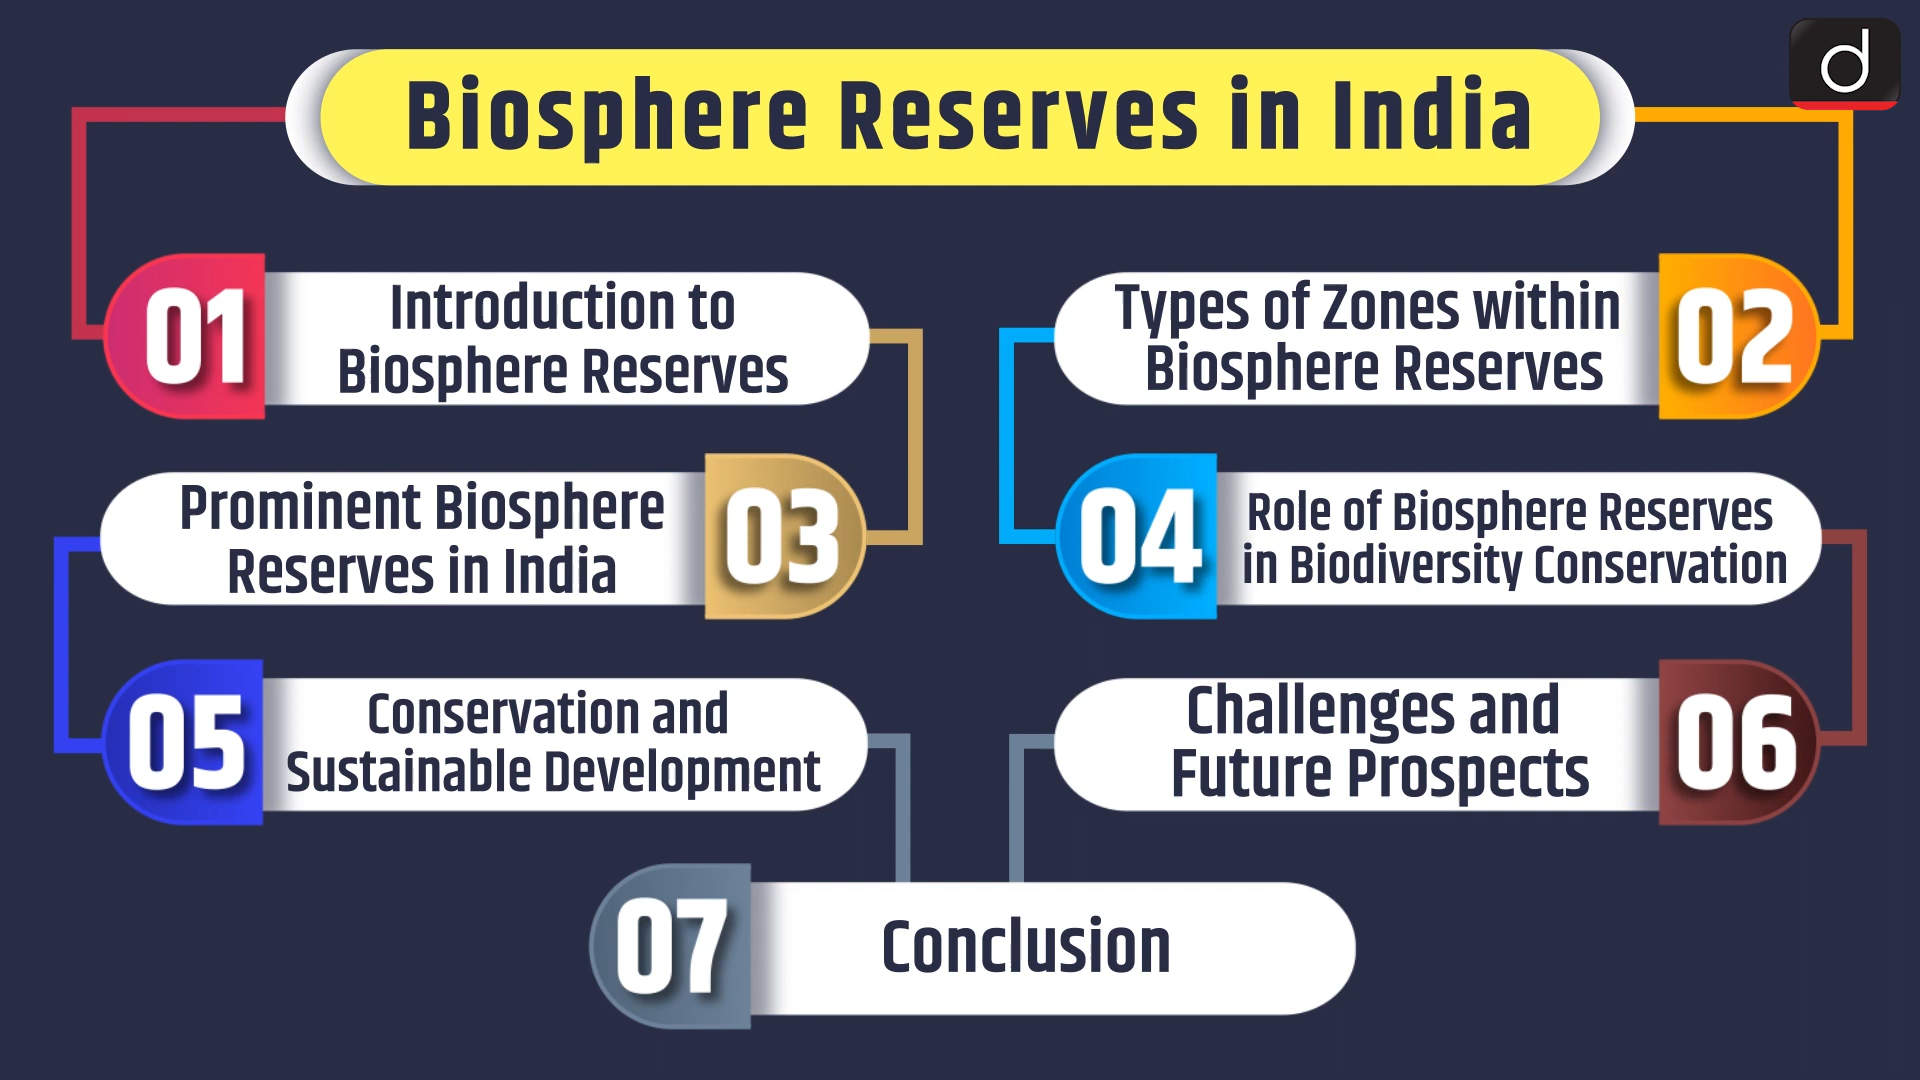 Biosphere Reserves in India
d
01
Introduction to
Biosphere Reserves
Types of Zones within
Biosphere Reserves
02
Prominent Biosphere
Reserves in India
03
04
Role of Biosphere Reserves
in Biodiversity Conservation
05
Conservation and
Sustainable Development
Challenges and
Future Prospects
06
07
Conclusion